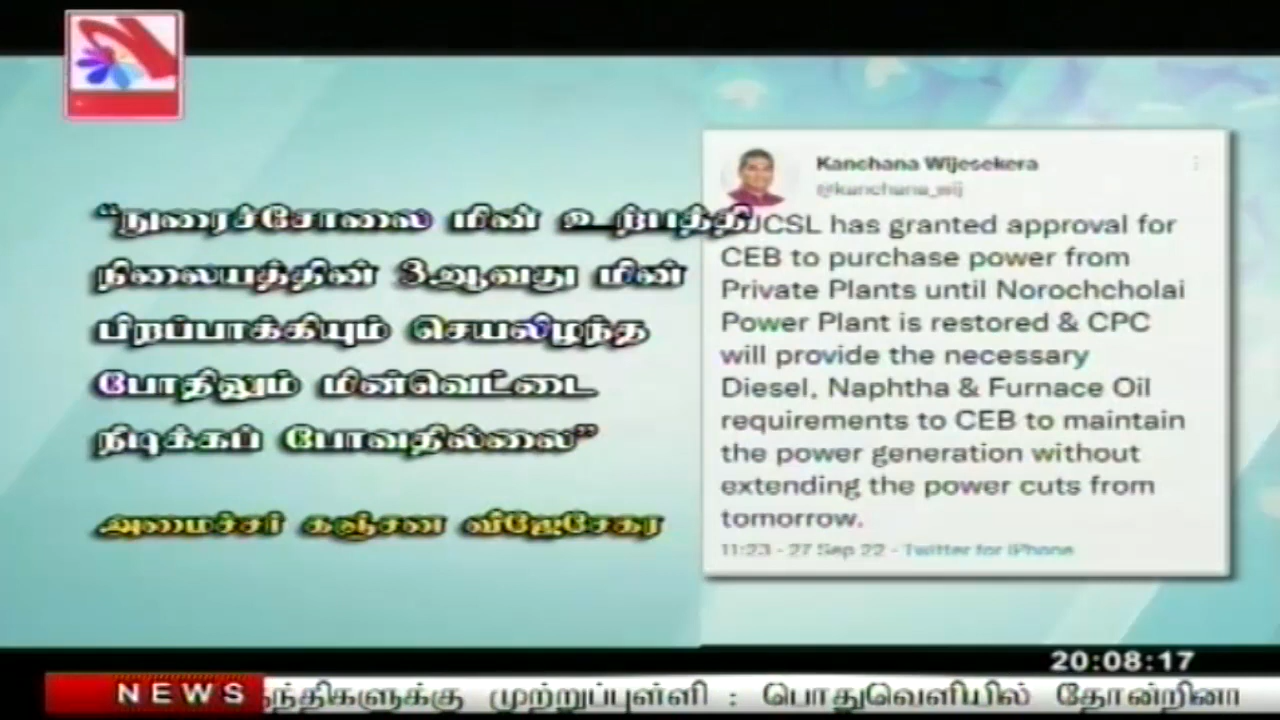 “நுரைச்சோலை மின் உற்பத்தி
நிலையத்தின் 3ஆவது மின்
பிறப்பாக்கியும் செயலிழந்த
போதிலும் மின்வெட்டை
நிடிக்கப் போவதில்லை”
அமைச்சர் கஞ்சன விஜேசேகர
Kanchana Wijesekera
@kanchana_wij
JCSL has granted approval for
CEB to purchase power from
Private Plants until Norochcholai
Power Plant is restored & CPC
will provide the necessary
Diesel, Naphtha & Furnace Oil
requirements to CEB to maintain
the power generation without
extending the power cuts from
tomorrow.
11:23 - 27 Sep 22 - Twitter for iPhone
20:08:17
NEWS ந்திகளுக்கு முற்றுப்புள்ளி : பொதுவெளியில் தோன்றினா